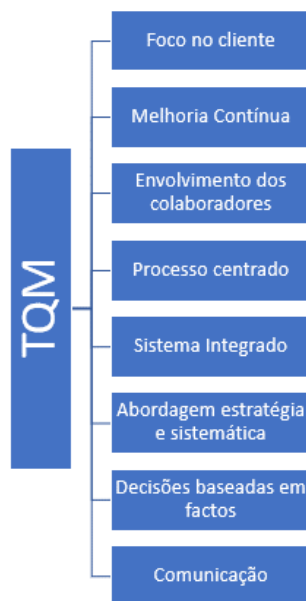 TQM
Foco no cliente
Melhoria Contínua
Envolvimento dos
colaboradores
Processo centrado
Sistema Integrado
Abordagem estratégia
e sistemática
Decisões baseadas em
factos
Comunicação